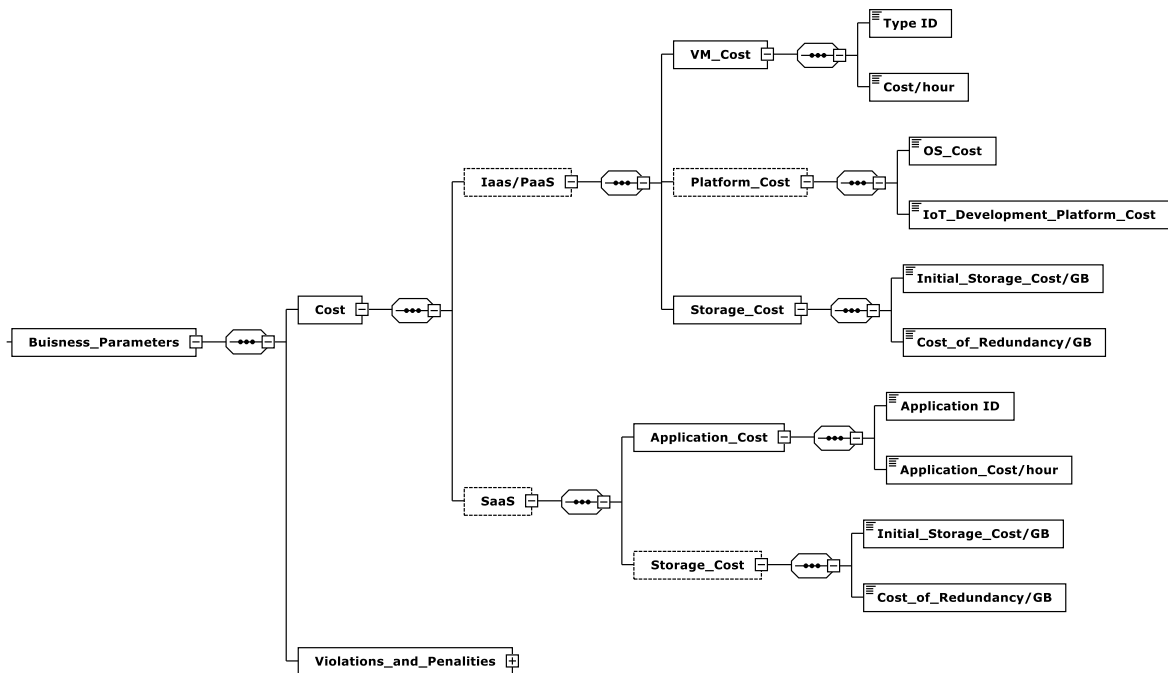 Type ID
VM_Cost
Cost/hour
OS_Cost
Iaas/PaaS
Platform_Cost
IoT_Development_Platform_Cost
Initial_Storage_Cost/GB
Cost
Storage_Cost
Buisness_Parameters
Cost_of_Redundancy/GB
Application ID
Application_Cost
Application_Cost/hour
SaaS
Initial_Storage_Cost/GB
Storage_Cost
Cost_of_Redundancy/GB
Violations_and_Penalities